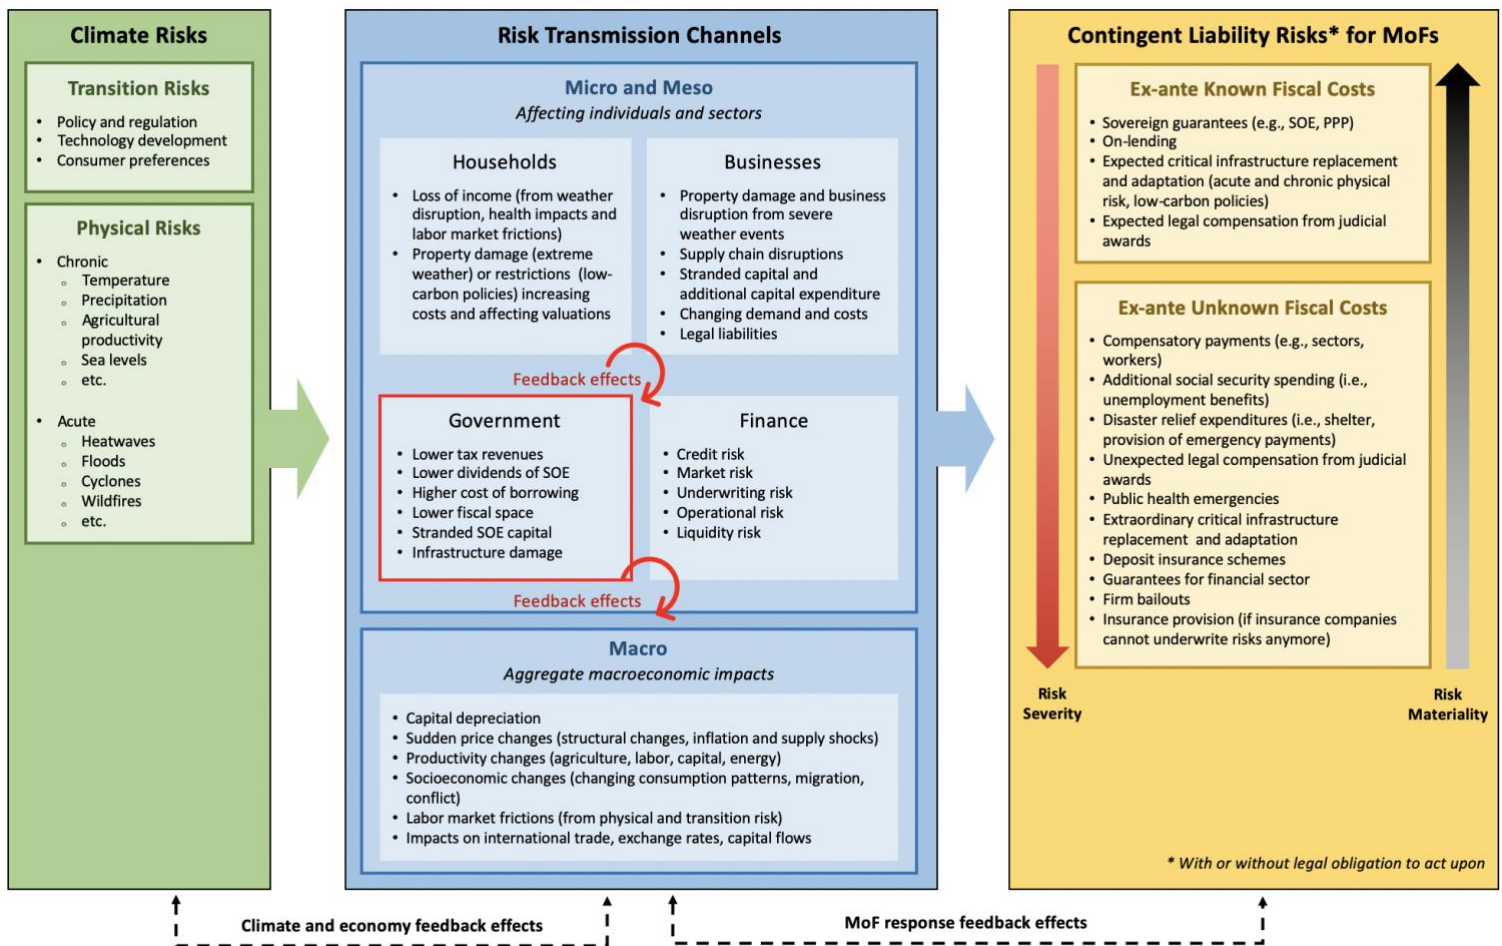 Climate Risks
Transition Risks
• Policy and regulation
• Technology development
• Consumer preferences
Physical Risks
• Chronic
○ Temperature
○ Precipitation
○ Agricultural
productivity
○ Sea levels
○ etc.
• Acute
○ Heatwaves
○ Floods
○ Cyclones
○ Wildfires
○ etc.
Risk Transmission Channels
Micro and Meso
Affecting individuals and sectors
Households
• Loss of income (from weather
disruption, health impacts and
labor market frictions)
• Property damage (extreme
weather) or restrictions (low-
carbon policies) increasing
costs and affecting valuations
Businesses
• Property damage and business
disruption from severe
weather events
• Supply chain disruptions
• Stranded capital and
additional capital expenditure
• Changing demand and costs
• Legal liabilities
Feedback effects
Government
• Lower tax revenues
• Lower dividends of SOE
• Higher cost of borrowing
• Lower fiscal space
• Stranded SOE capital
• Infrastructure damage
Finance
• Credit risk
• Market risk
• Underwriting risk
• Operational risk
• Liquidity risk
Feedback effects
Macro
Aggregate macroeconomic impacts
• Capital depreciation
• Sudden price changes (structural changes, inflation and supply shocks)
• Productivity changes (agriculture, labor, capital, energy)
• Socioeconomic changes (changing consumption patterns, migration,
conflict)
• Labor market frictions (from physical and transition risk)
• Impacts on international trade, exchange rates, capital flows
Contingent Liability Risks* for MoFs
Ex-ante Known Fiscal Costs
• Sovereign guarantees (e.g., SOE, PPP)
• On-lending
• Expected critical infrastructure replacement
and adaptation (acute and chronic physical
risk, low-carbon policies)
• Expected legal compensation from judicial
awards
Ex-ante Unknown Fiscal Costs
• Compensatory payments (e.g., sectors,
workers)
• Additional social security spending (i.e.,
unemployment benefits)
• Disaster relief expenditures (i.e., shelter,
provision of emergency payments)
• Unexpected legal compensation from judicial
awards
• Public health emergencies
• Extraordinary critical infrastructure
replacement and adaptation
• Deposit insurance schemes
• Guarantees for financial sector
• Firm bailouts
• Insurance provision (if insurance companies
cannot underwrite risks anymore)
Risk
Severity
Risk
Materiality
* With or without legal obligation to act upon
Climate and economy feedback effects
MoF response feedback effects